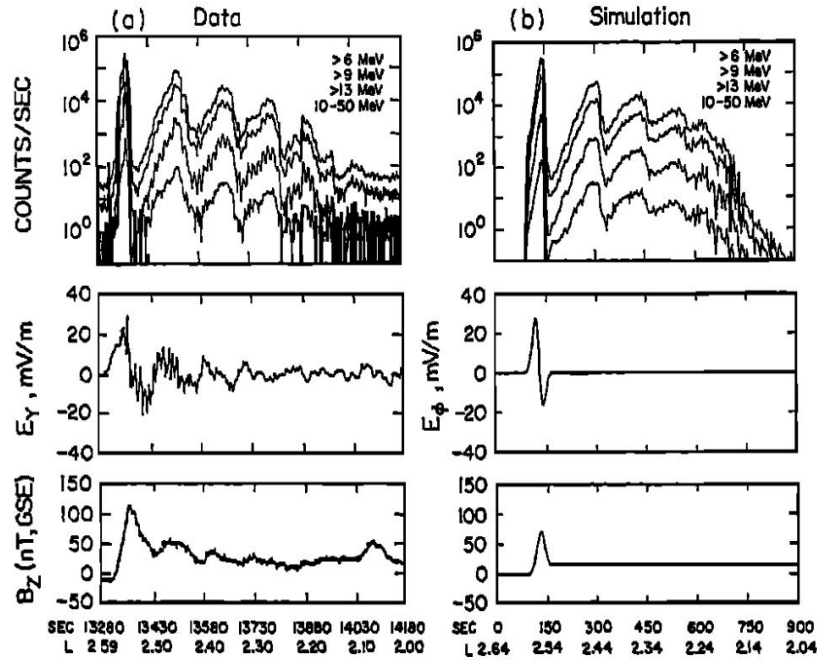 (a) Data
10^6
10^4
10^2
10^0
COUNTS/SEC
>6 MeV
>9 MeV
>13 MeV
10-50 MeV
40
20
0
-20
-40
E_Y, mV/m
150
100
50
0
-50
B_Z (nT, GSE)
SEC 13280 13430 13580 13730 13880 14030 14180
L 2.59 2.50 2.40 2.30 2.20 2.10 2.00
(b) Simulation
10^6
10^4
10^2
10^0
>6 MeV
>9 MeV
>13 MeV
10-50 MeV
40
20
0
-20
-40
E_ϕ, mV/m
150
100
50
0
-50
SEC 0 150 300 450 600 750 900
L 2.64 2.54 2.44 2.34 2.24 2.14 2.04